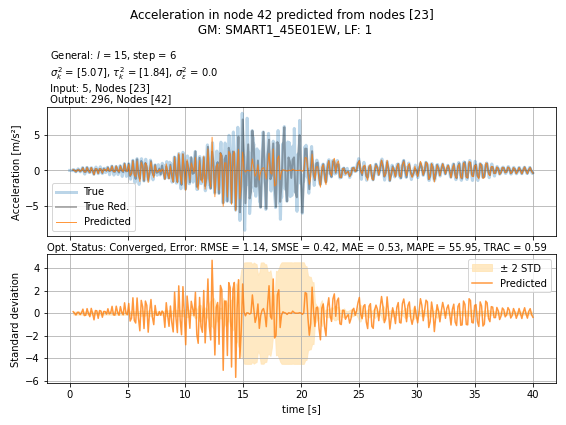 Acceleration in node 42 predicted from nodes [23]
GM: SMART1_45E01EW, LF: 1
General: l = 15, step = 6
σ²ₖ = [5.07], τ²ₖ = [1.84], σ²ε = 0.0
Input: 5, Nodes [23]
Output: 296, Nodes [42]
Acceleration [m/s²]
5
0
−5
True
True Red.
Predicted
Opt. Status: Converged, Error: RMSE = 1.14, SMSE = 0.42, MAE = 0.53, MAPE = 55.95, TRAC = 0.59
Standard deviation
4
2
0
−2
−4
−6
± 2 STD
Predicted
0 5 10 15 20 25 30 35 40
time [s]